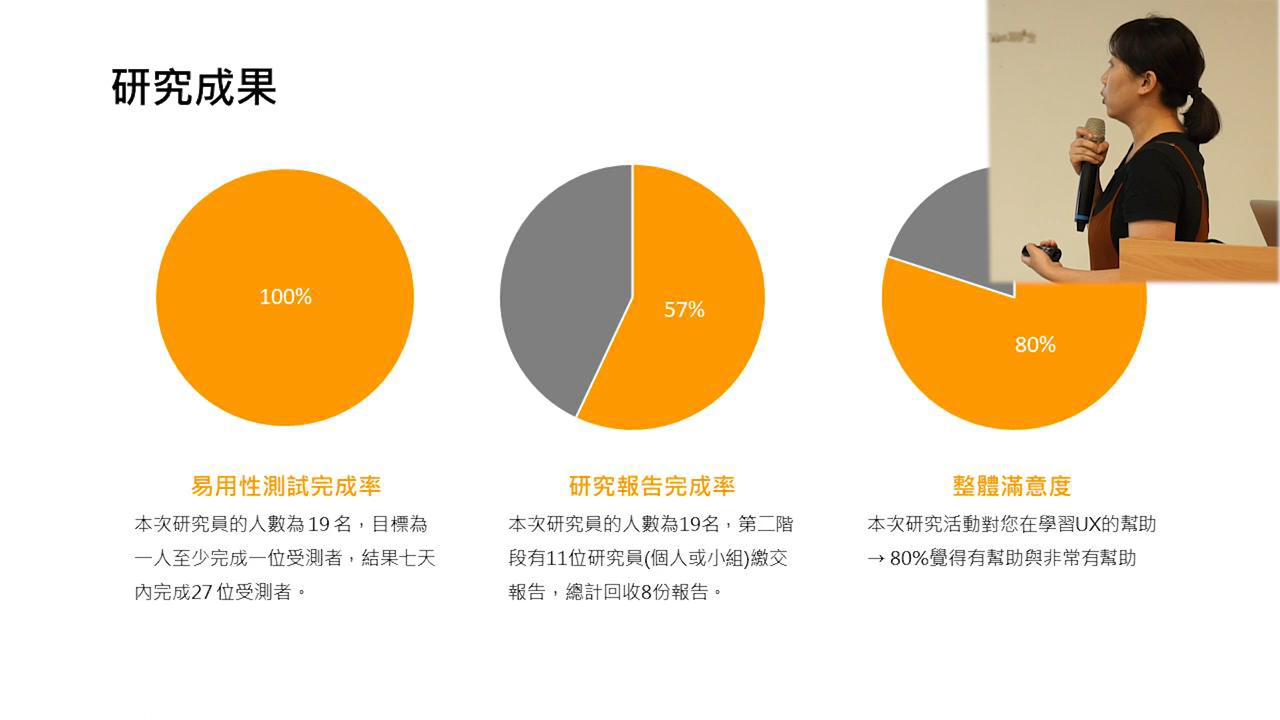 研究成果
100%
57%
80%
易用性測試完成率
本次研究員的人數為 19 名，目標為
一人至少完成一位受測者，結果七天
內完成27 位受測者。
研究報告完成率
本次研究員的人數為19名，第二階
段有11位研究員(個人或小組)繳交
報告，總計回收8份報告。
整體滿意度
本次研究活動對您在學習UX的幫助
→ 80%覺得有幫助與非常有幫助